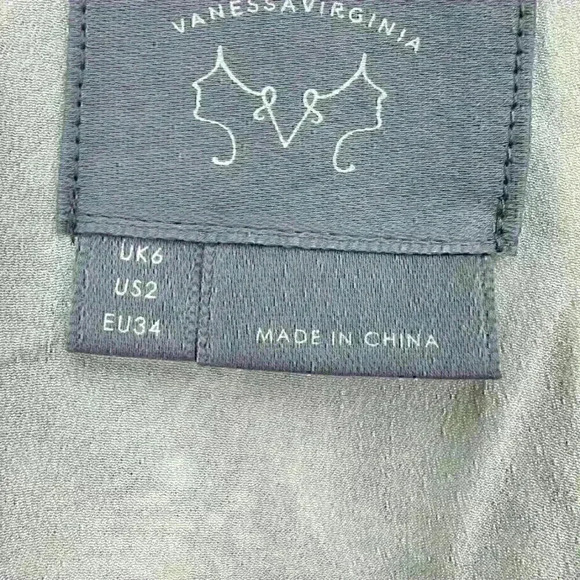 VANESSAVIRGINIA
UK6
US2
EU34
MADE IN CHINA